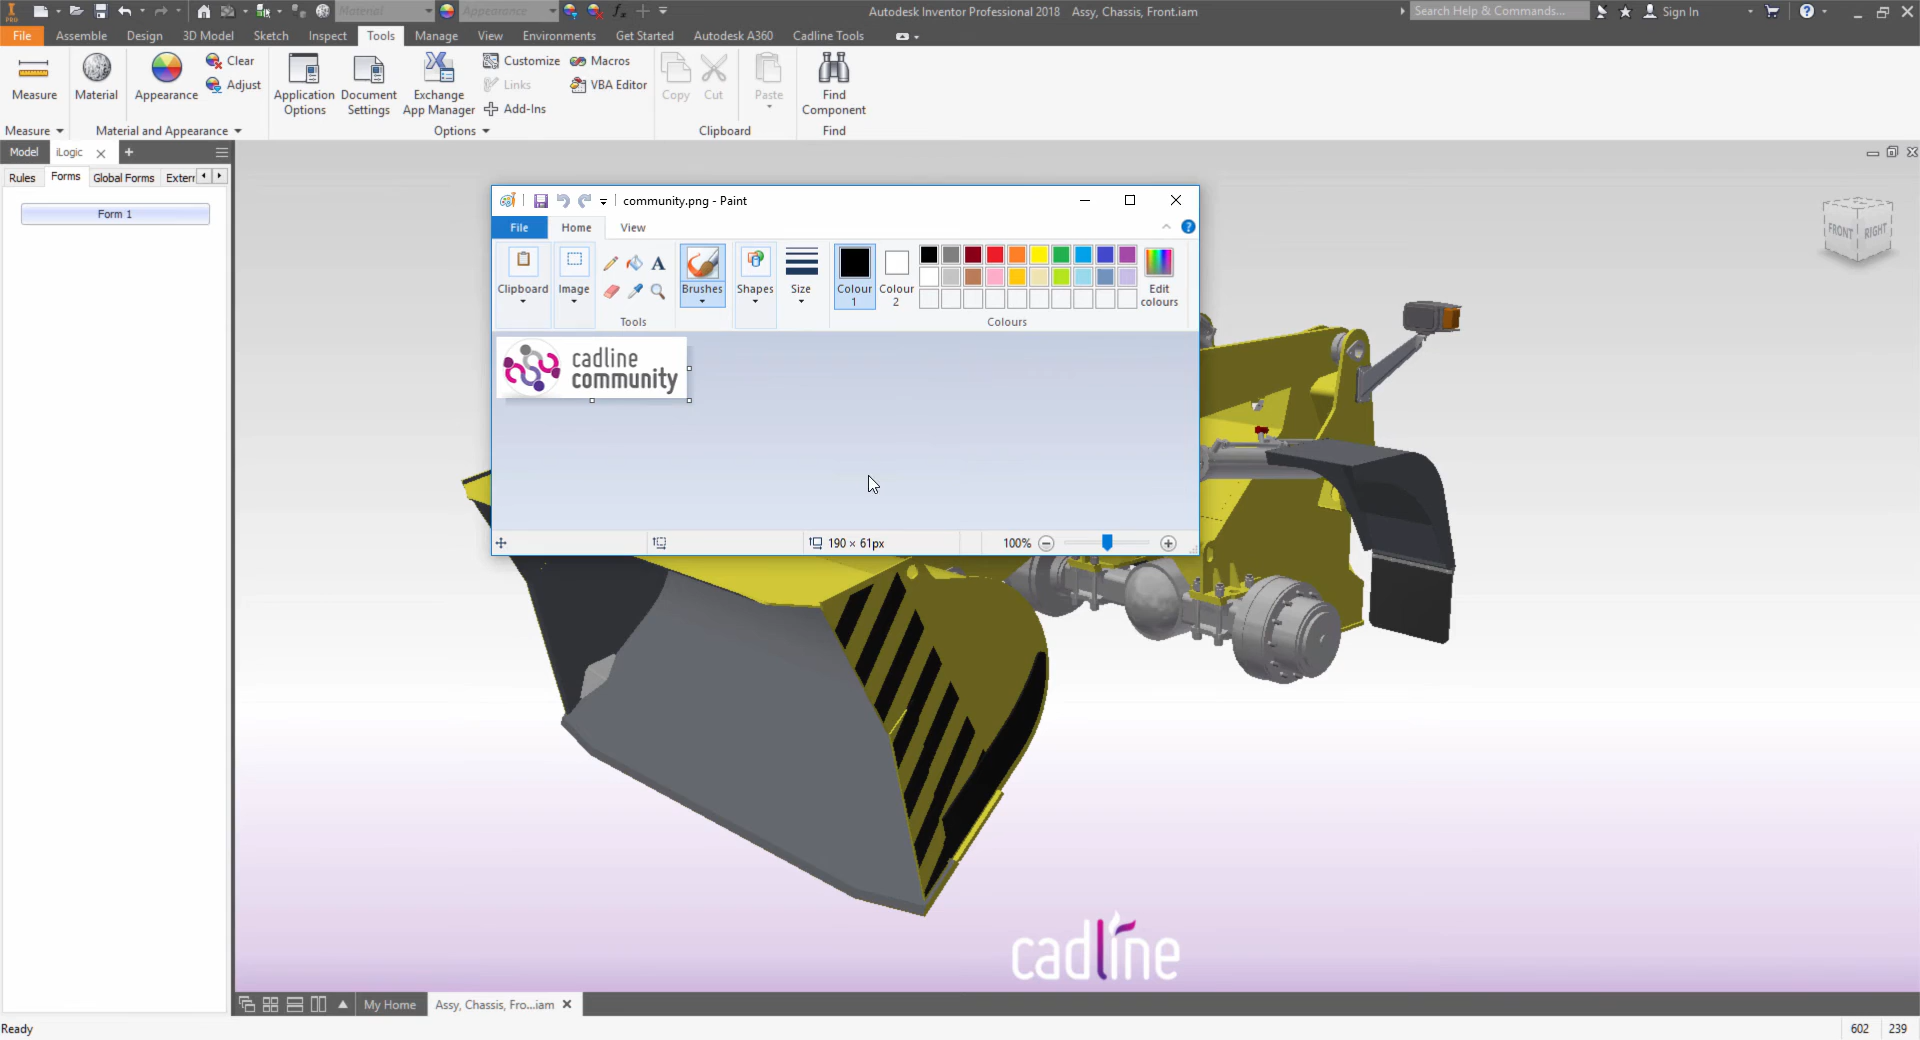 PRO
Material
Appearance
Autodesk Inventor Professional 2018 Assy, Chassis, Front.iam
Search Help & Commands...
Sign In
File Assemble Design 3D Model Sketch Inspect Tools Manage View Environments Get Started Autodesk A360 Cadline Tools
Measure
Material
Appearance
Clear
Adjust
Application Options
Document Settings
Exchange App Manager
Customize
Links
Add-Ins
Macros
VBA Editor
Copy
Cut
Paste
Find Component
Measure
Material and Appearance
Options
Clipboard
Find
Model iLogic
Rules Forms Global Forms Extern
Form 1
community.png - Paint
File Home View
Clipboard
Image
Tools
Brushes
Shapes
Size
Colour 1
Colour 2
Edit colours
Colours
cadline
community
190 × 61px
100%
FRONT RIGHT
cadline
My Home
Assy, Chassis, Fro...iam
Ready
602 239